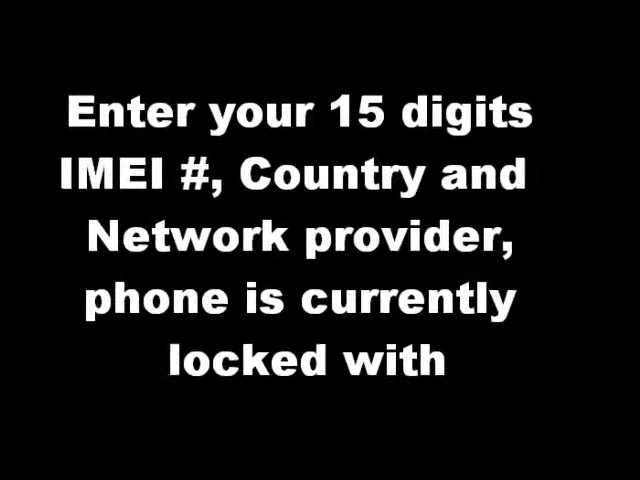 Enter your 15 digits
IMEI #, Country and
Network provider,
phone is currently
locked with